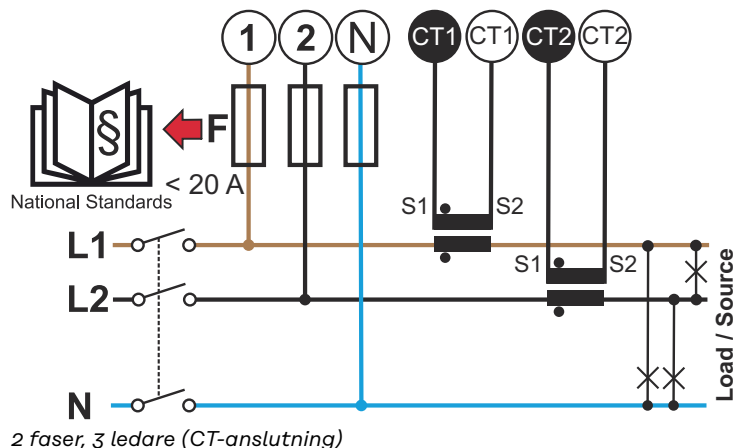 1 2 N CT1 CT1 CT2 CT2
§
F
National Standards
< 20 A
S1 S2
L1
S1 S2
L2
Load / Source
N
2 faser, 3 ledare (CT-anslutning)